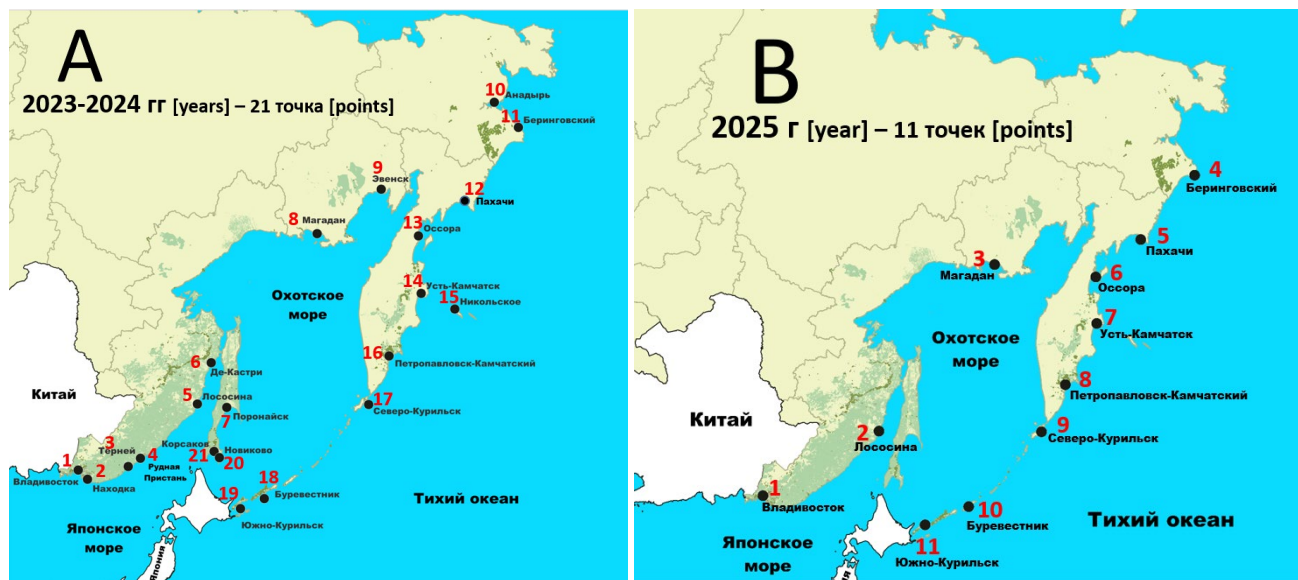 A
2023-2024 гг [years] – 21 точка [points]
10
Анадырь
11
Беринговский
9
Эвенск
12
Пахачи
8
Магадан
13
Оссора
14
Усть-Камчатск
15
Никольское
Охотское
море
16
Петропавловск-Камчатский
6
Де-Кастри
Китай
5
Лососина
17
Северо-Курильск
7
Поронайск
3
Терней
4
Рудная
Пристань
Корсаков
21
Новиково
20
1
Владивосток
2
Находка
18
Буревестник
19
Южно-Курильск
Тихий океан
Японское
море
Япония
B
2025 г [year] – 11 точек [points]
4
Беринговский
5
Пахачи
3
Магадан
6
Оссора
7
Усть-Камчатск
Охотское
море
8
Петропавловск-Камчатский
Китай
2
Лососина
9
Северо-Курильск
1
Владивосток
10
Буревестник
Тихий океан
11
Южно-Курильск
Японское
море